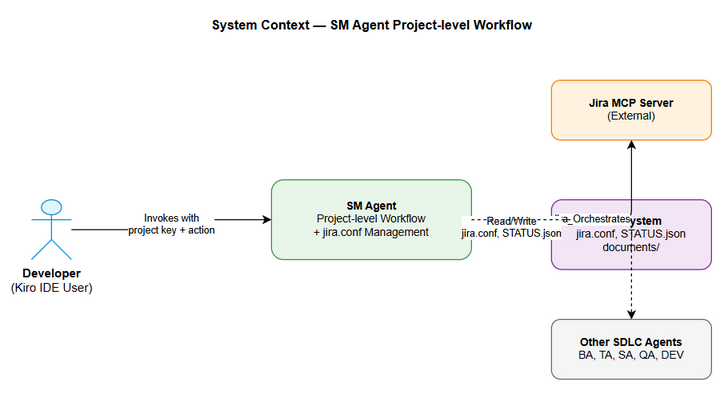 System Context — SM Agent Project-level Workflow
Jira MCP Server
(External)
SM Agent
Project-level Workflow
+ jira.conf Management
Invokes with
project key + action
Read/Write
jira.conf, STATUS.json
Orchestrates
ystem
jira.conf, STATUS.json
documents/
Developer
(Kiro IDE User)
Other SDLC Agents
BA, TA, SA, QA, DEV